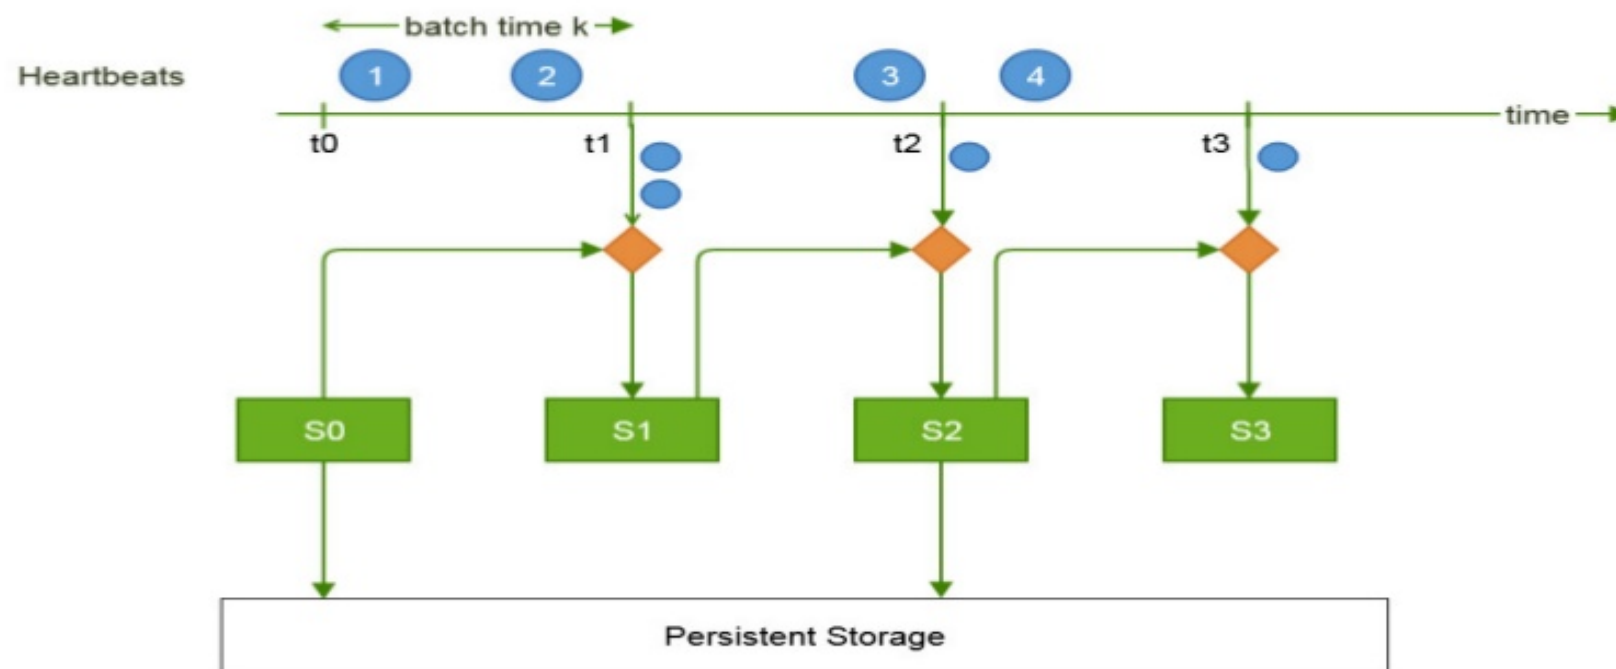 batch time k
Heartbeats 1 2 3 4
time
t0 t1 t2 t3
S0 S1 S2 S3
Persistent Storage